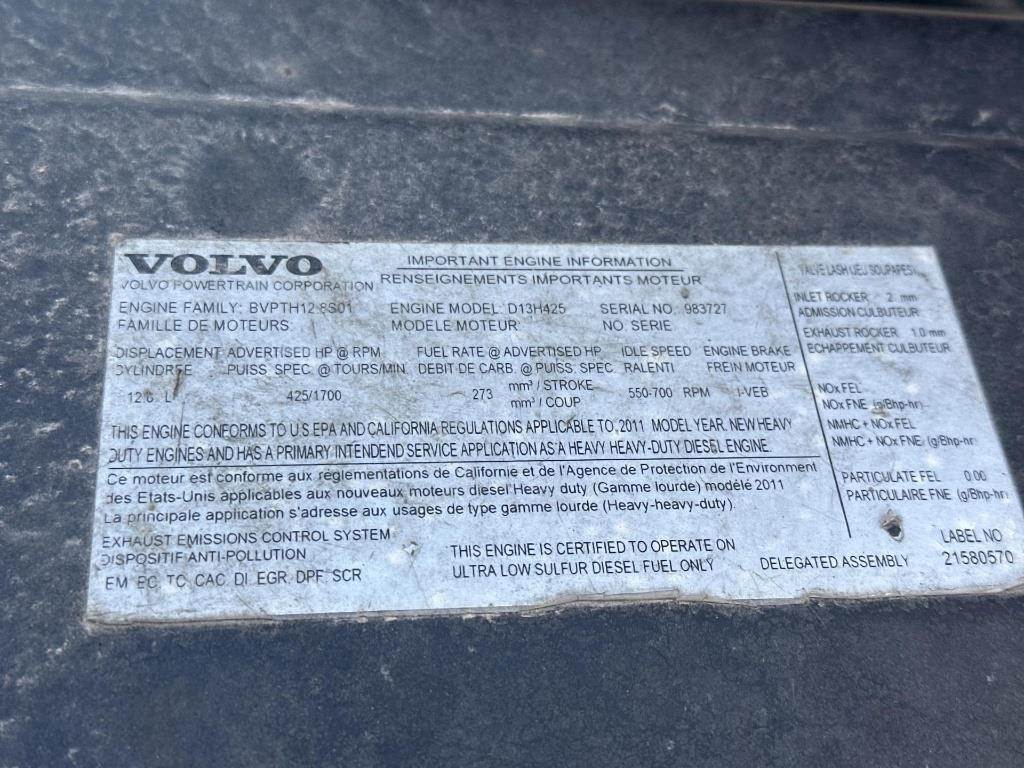 VOLVO
VOLVO POWERTRAIN CORPORATION
IMPORTANT ENGINE INFORMATION
RENSEIGNEMENTS IMPORTANTS MOTEUR
ENGINE FAMILY: BVPTH12.8S01 ENGINE MODEL: D13H425 SERIAL NO. 983727
FAMILLE DE MOTEURS: MODELE MOTEUR: NO. SERIE
DISPLACEMENT ADVERTISED HP @ RPM FUEL RATE @ ADVERTISED HP IDLE SPEED ENGINE BRAKE
CYLINDREE PUISS. SPEC. @ TOURS/MIN. DEBIT DE CARB. @ PUISS. SPEC RALENTI FREIN MOTEUR
L 425/1700 273 mm³ / STROKE 550-700 RPM I-VEB
mm³ / COUP
THIS ENGINE CONFORMS TO U.S EPA AND CALIFORNIA REGULATIONS APPLICABLE TO, 2011 MODEL YEAR. NEW HEAVY
DUTY ENGINES AND HAS A PRIMARY INTENDEND SERVICE APPLICATION AS A HEAVY HEAVY-DUTY DIESEL ENGINE.
Ce moteur est conforme aux réglementations de Californie et de l'Agence de Protection de l'Environment
des Etats-Unis applicables aux nouveaux moteurs diesel Heavy duty (Gamme lourde) modèlé 2011
La principale application s'adresse aux usages de type gamme lourde (Heavy-heavy-duty).
EXHAUST EMISSIONS CONTROL SYSTEM
DISPOSITIF ANTI-POLLUTION
EM EC, TC, CAC, DI, EGR, DPF, SCR
THIS ENGINE IS CERTIFIED TO OPERATE ON
ULTRA LOW SULFUR DIESEL FUEL ONLY
DELEGATED ASSEMBLY
VALVE LASH
INLET ROCKER .2 mm
ADMISSION CULBUTEUR
EXHAUST ROCKER 1.0 mm
ECHAPPEMENT CULBUTEUR
NOx FEL
NOx FNE (g/Bhp-hr)
NMHC + NOx FEL
NMHC + NOx FNE (g/Bhp-hr)
PARTICULATE FEL 0.00
PARTICULAIRE FNE (g/Bhp-hr)
LABEL NO
21580570